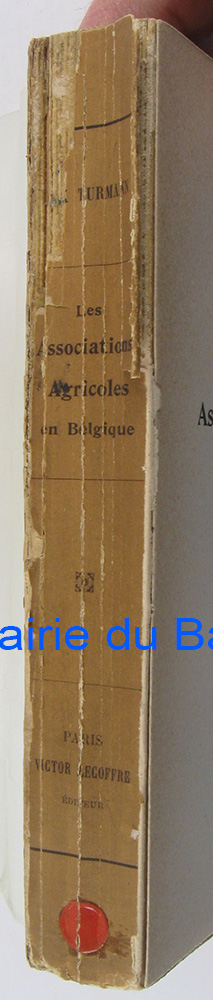 TURMANN
Les
Associations
Agricoles
en Belgique
PARIS
VICTOR LECOFFRE
ÉDITEUR
As
airie du Ba